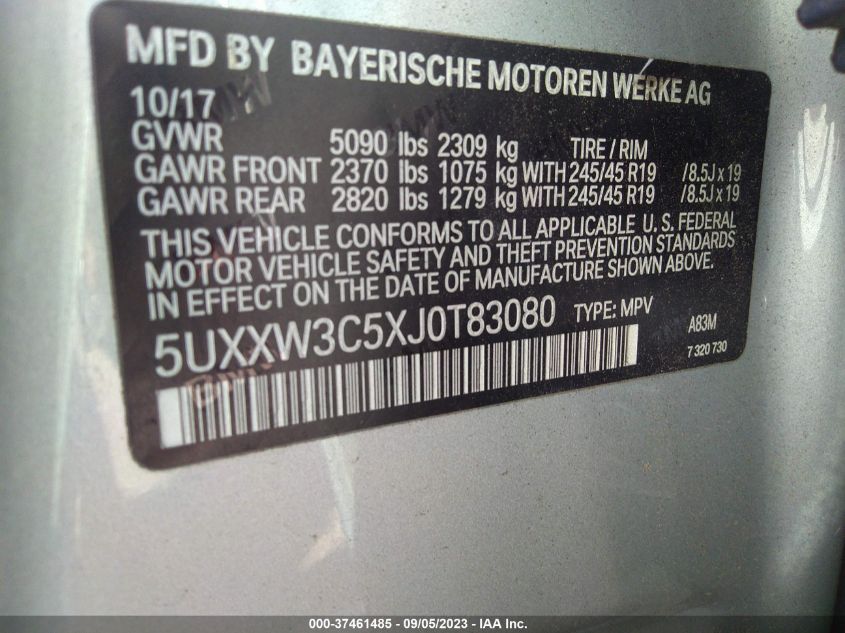 MFD BY BAYERISCHE MOTOREN WERKE AG
10/17
GVWR 5090 lbs 2309 kg TIRE / RIM
GAWR FRONT 2370 lbs 1075 kg WITH 245/45 R19 /8.5J x 19
GAWR REAR 2820 lbs 1279 kg WITH 245/45 R19 /8.5J x 19
THIS VEHICLE CONFORMS TO ALL APPLICABLE U.S. FEDERAL
MOTOR VEHICLE SAFETY AND THEFT PREVENTION STANDARDS
IN EFFECT ON THE DATE OF MANUFACTURE SHOWN ABOVE.
5UXXW3C5XJ0T83080 TYPE: MPV A83M
7 320 730
000-37461485 - 09/05/2023 - IAA Inc.